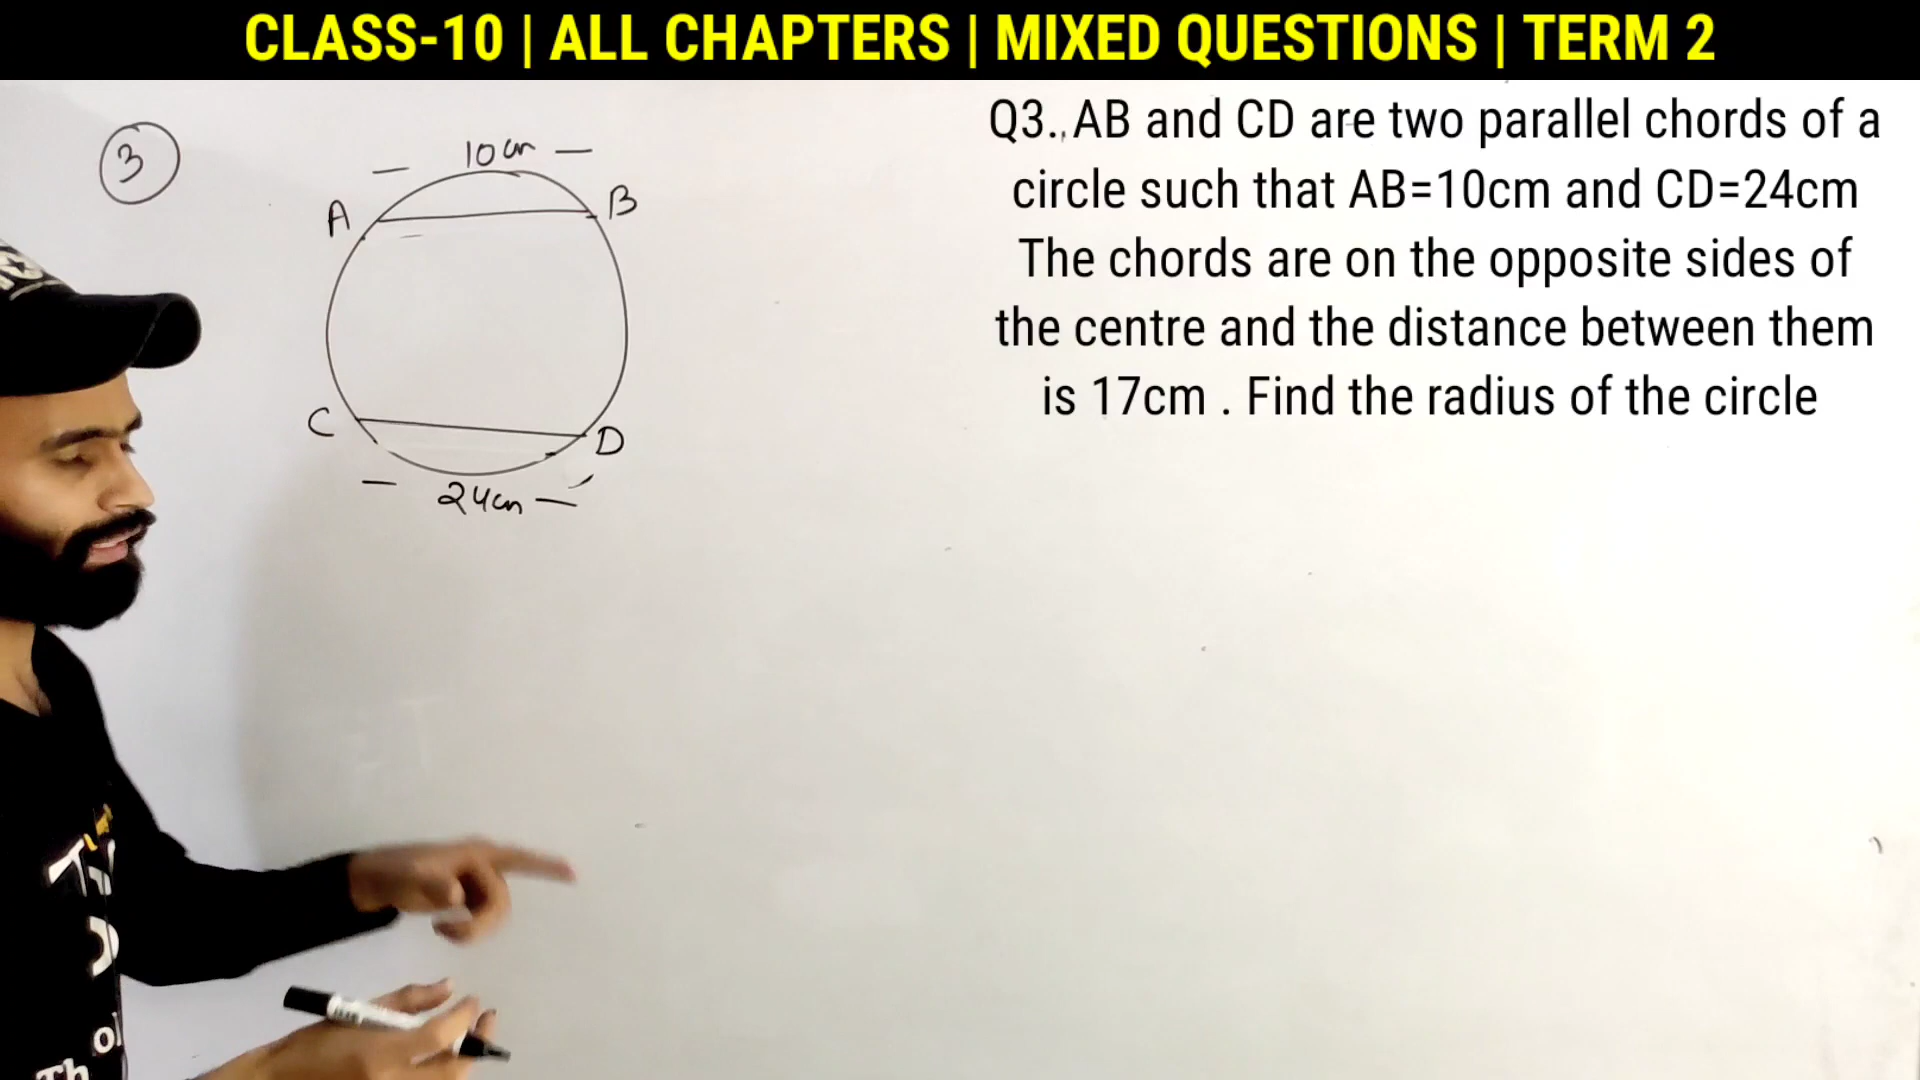 CLASS-10 | ALL CHAPTERS | MIXED QUESTIONS | TERM 2
Q3. AB and CD are two parallel chords of a
circle such that AB=10cm and CD=24cm
The chords are on the opposite sides of
the centre and the distance between them
is 17cm . Find the radius of the circle
3
10cm
A
B
C
D
24cm